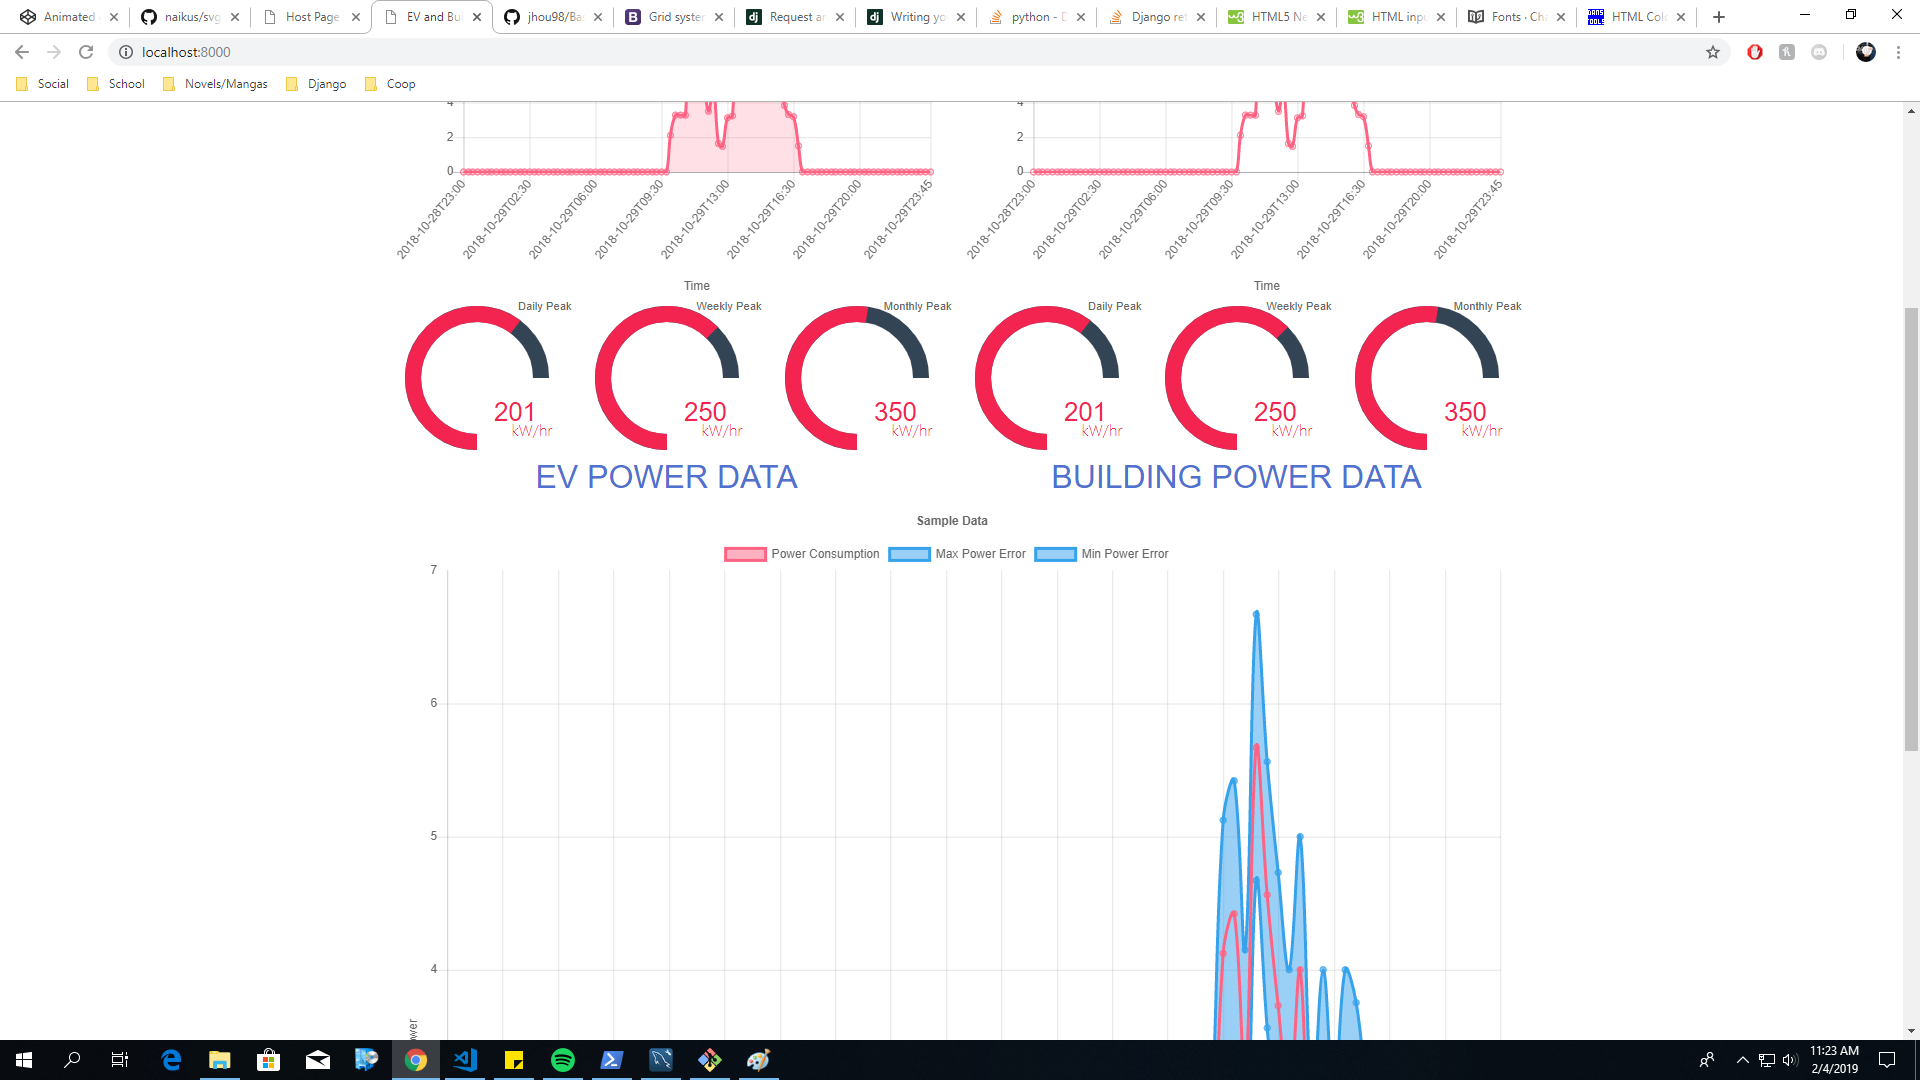 Animated
naikus/svg
Host Page
EV and Bu
jhou98/Ba
Grid syster
Request a
Writing yo
python - D
Django ret
HTML5 Ne
HTML inpu
Fonts · Cha
HTML Colo
localhost:8000
Social School Novels/Mangas Django Coop
4
2
0
2018-10-28T23:00 2018-10-29T02:30 2018-10-29T06:00 2018-10-29T09:30 2018-10-29T13:00 2018-10-29T16:30 2018-10-29T20:00 2018-10-29T23:45
Time
4
2
0
2018-10-28T23:00 2018-10-29T02:30 2018-10-29T06:00 2018-10-29T09:30 2018-10-29T13:00 2018-10-29T16:30 2018-10-29T20:00 2018-10-29T23:45
Time
Daily Peak
201
kW/hr
Weekly Peak
250
kW/hr
Monthly Peak
350
kW/hr
Daily Peak
201
kW/hr
Weekly Peak
250
kW/hr
Monthly Peak
350
kW/hr
EV POWER DATA
BUILDING POWER DATA
Sample Data
Power Consumption Max Power Error Min Power Error
7
6
5
4
ower
11:23 AM
2/4/2019